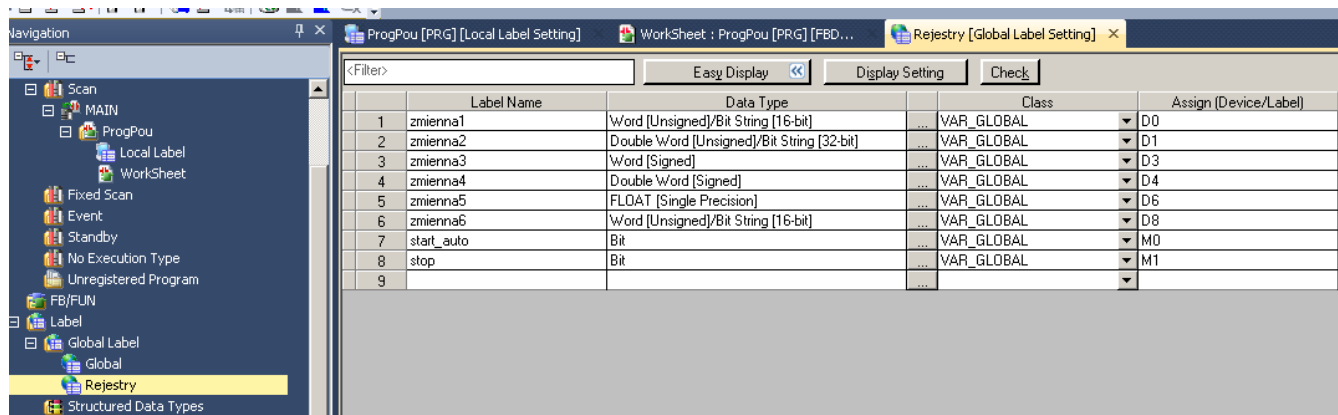 Navigation
ProgPou [PRG] [Local Label Setting]
WorkSheet : ProgPou [PRG] [FBD...
Rejestry [Global Label Setting]
<Filter>
Easy Display
Display Setting
Check
Scan
MAIN
ProgPou
Local Label
WorkSheet
Fixed Scan
Event
Standby
No Execution Type
Unregistered Program
FB/FUN
Label
Global Label
Global
Rejestry
Structured Data Types
Label Name Data Type Class Assign (Device/Label)
1 zmienna1 Word [Unsigned]/Bit String [16-bit] ... VAR_GLOBAL D0
2 zmienna2 Double Word [Unsigned]/Bit String [32-bit] ... VAR_GLOBAL D1
3 zmienna3 Word [Signed] ... VAR_GLOBAL D3
4 zmienna4 Double Word [Signed] ... VAR_GLOBAL D4
5 zmienna5 FLOAT [Single Precision] ... VAR_GLOBAL D6
6 zmienna6 Word [Unsigned]/Bit String [16-bit] ... VAR_GLOBAL D8
7 start_auto Bit ... VAR_GLOBAL M0
8 stop Bit ... VAR_GLOBAL M1
9 ...